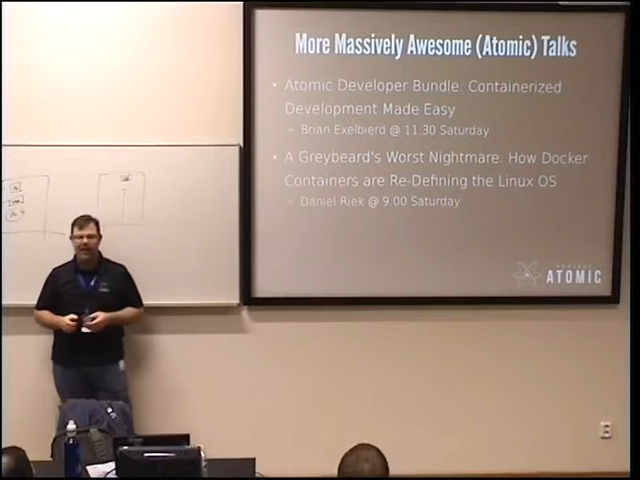 More Massively Awesome (Atomic) Talks
• Atomic Developer Bundle: Containerized
Development Made Easy
– Brian Exelbierd @ 11:30 Saturday
• A Greybeard's Worst Nightmare: How Docker
Containers are Re-Defining the Linux OS
– Daniel Riek @ 9:00 Saturday
PROJECT
ATOMIC